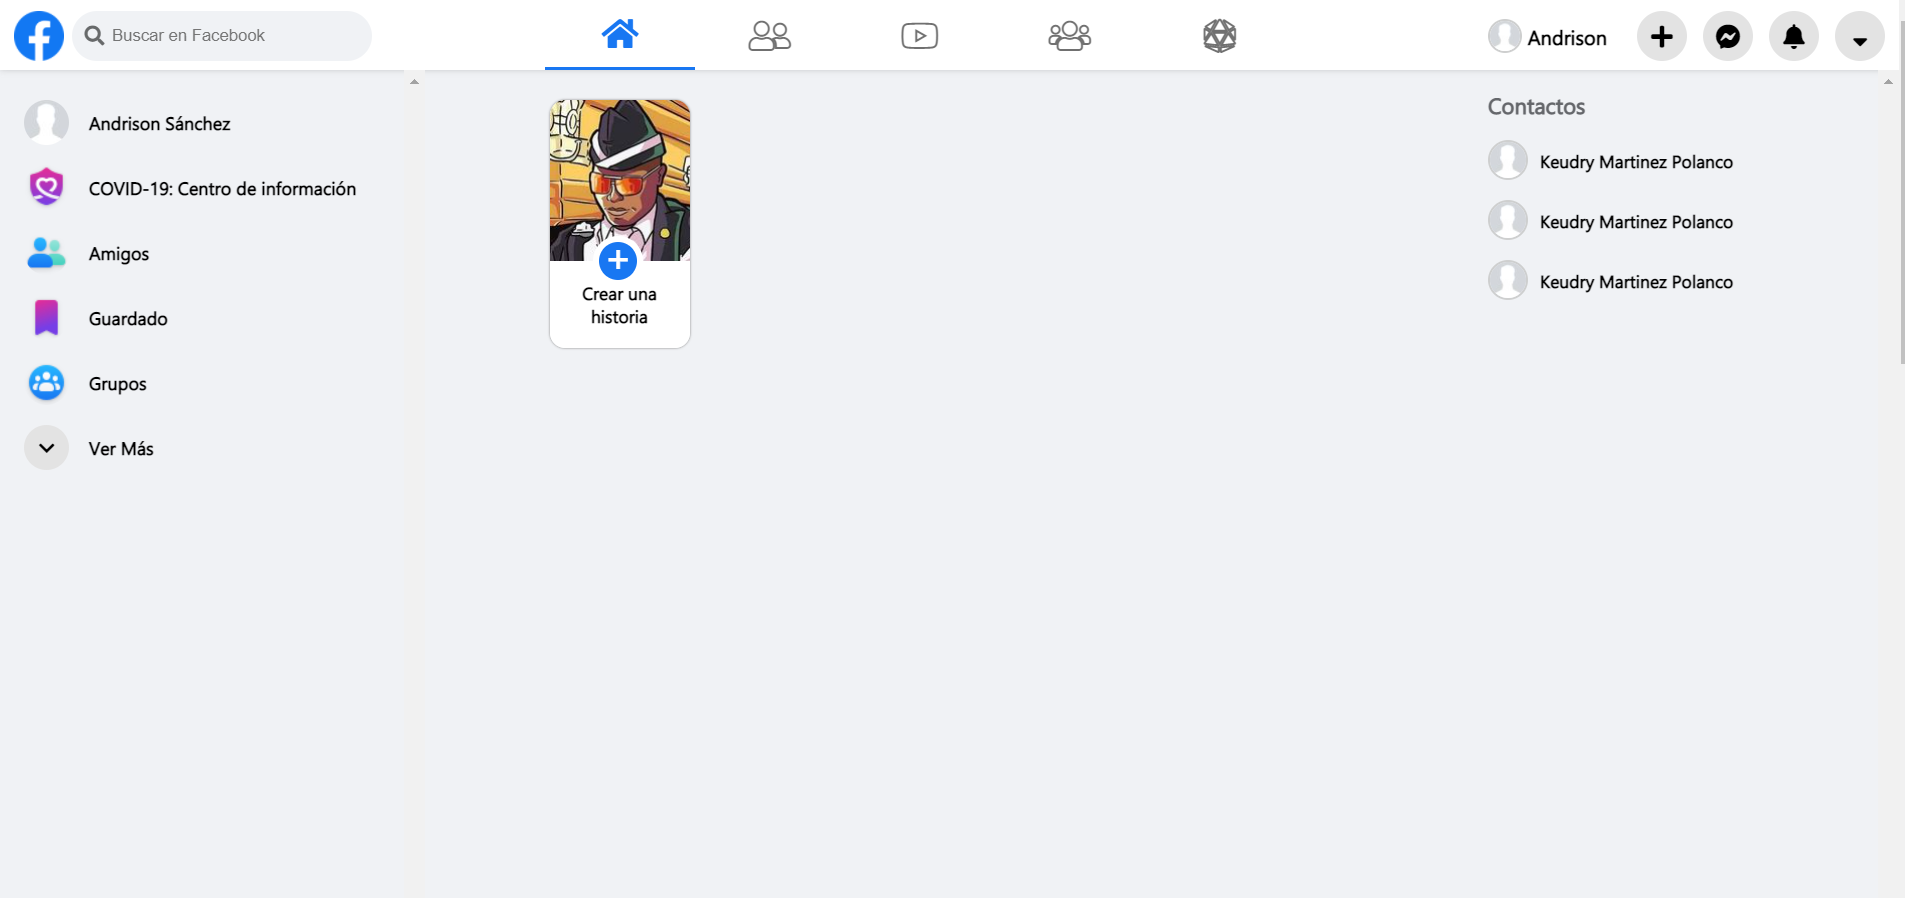 Buscar en Facebook
Andrison
Andrison Sánchez
COVID-19: Centro de información
Amigos
Guardado
Grupos
Ver Más
Crear una
historia
Contactos
Keudry Martinez Polanco
Keudry Martinez Polanco
Keudry Martinez Polanco